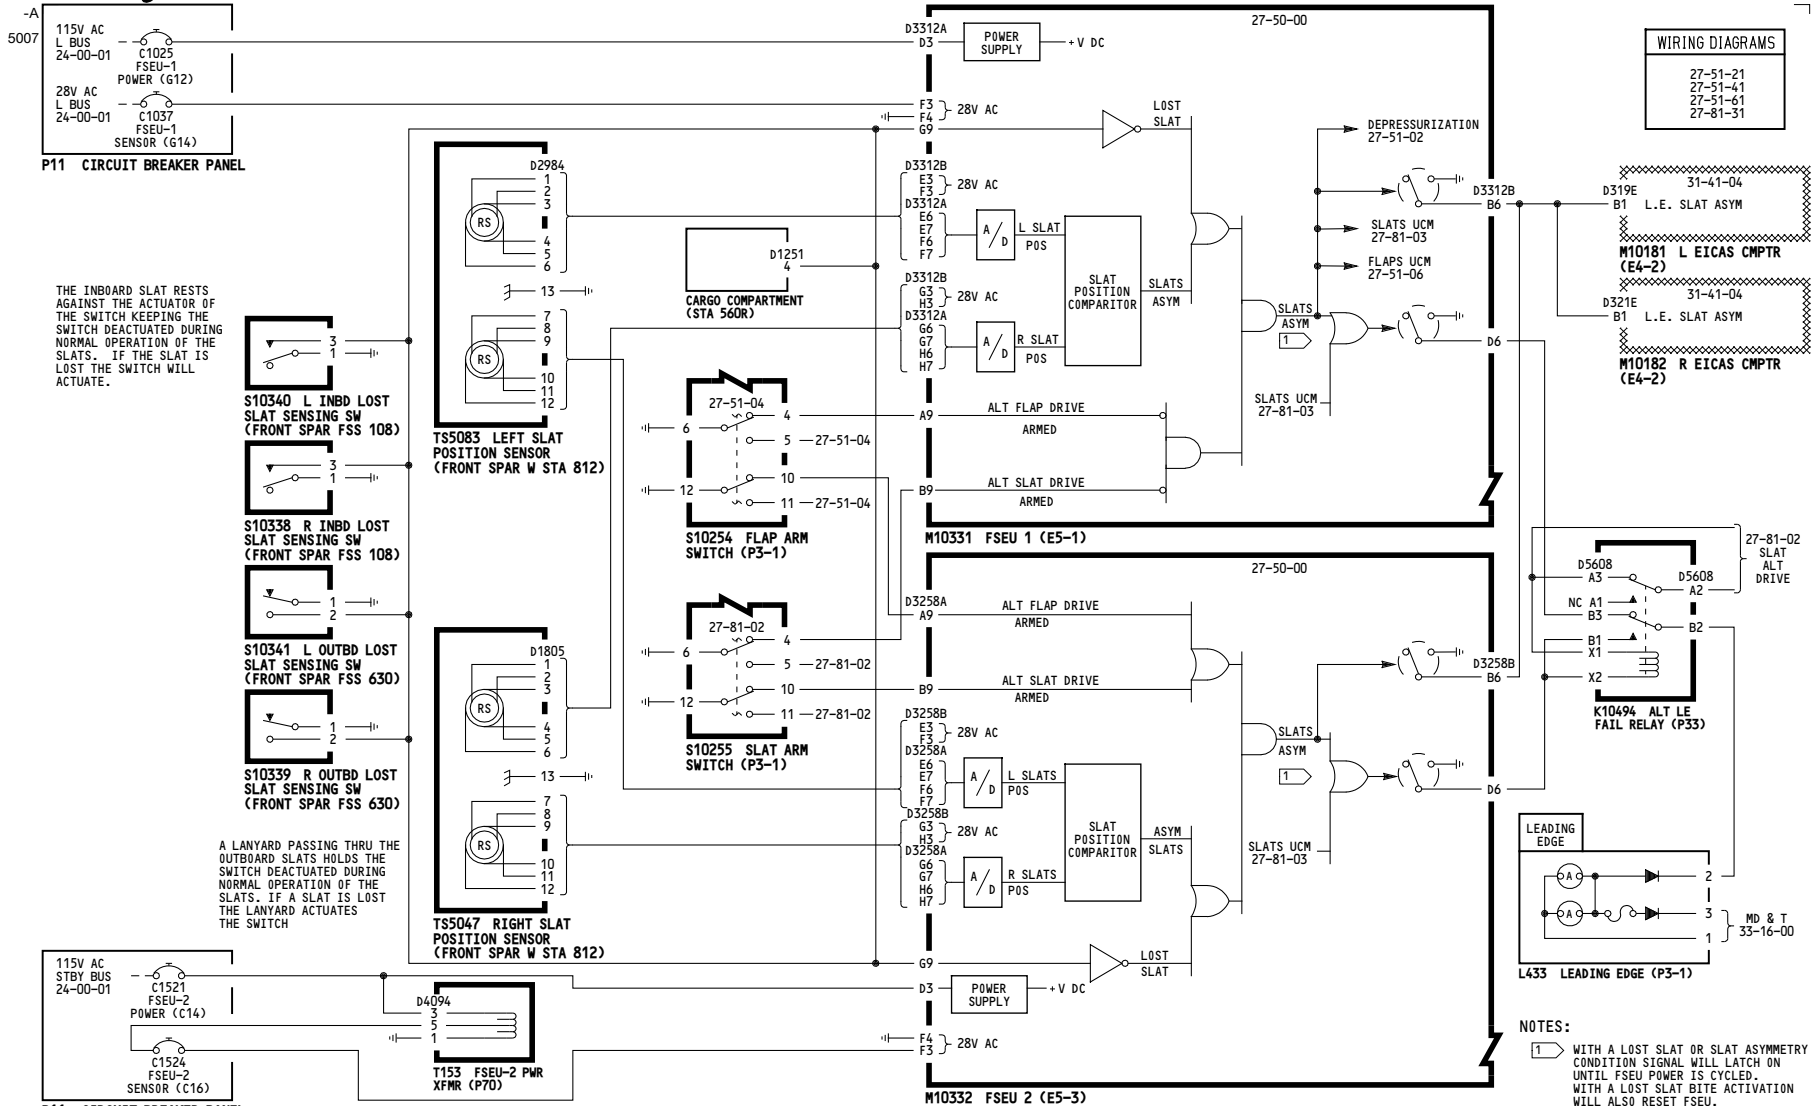 -A
5007
115V AC
L BUS
24-00-01
C1025
FSEU-1
POWER (G12)
28V AC
L BUS
24-00-01
C1037
FSEU-1
SENSOR (G14)
P11 CIRCUIT BREAKER PANEL
THE INBOARD SLAT RESTS
AGAINST THE ACTUATOR OF
THE SWITCH KEEPING THE
SWITCH DEACTUATED DURING
NORMAL OPERATION OF THE
SLATS. IF THE SLAT IS
LOST THE SWITCH WILL
ACTUATE.
3
1
S10340 L INBD LOST
SLAT SENSING SW
(FRONT SPAR FSS 108)
3
1
S10338 R INBD LOST
SLAT SENSING SW
(FRONT SPAR FSS 108)
1
2
S10341 L OUTBD LOST
SLAT SENSING SW
(FRONT SPAR FSS 630)
1
2
S10339 R OUTBD LOST
SLAT SENSING SW
(FRONT SPAR FSS 630)
A LANYARD PASSING THRU THE
OUTBOARD SLATS HOLDS THE
SWITCH DEACTUATED DURING
NORMAL OPERATION OF THE
SLATS. IF A SLAT IS LOST
THE LANYARD ACTUATES
THE SWITCH
115V AC
STBY BUS
24-00-01
C1521
FSEU-2
POWER (C14)
C1524
FSEU-2
SENSOR (C16)
P11 CIRCUIT BREAKER PANEL
D4094
3
5
1
T153 FSEU-2 PWR
XFMR (P70)
D2984
1
2
3
RS
4
5
6
13
7
8
9
RS
10
11
12
TS5083 LEFT SLAT
POSITION SENSOR
(FRONT SPAR W STA 812)
D1805
1
2
3
RS
4
5
6
13
7
8
9
RS
10
11
12
TS5047 RIGHT SLAT
POSITION SENSOR
(FRONT SPAR W STA 812)
D1251
4
CARGO COMPARTMENT
(STA 560R)
27-51-04
6 4
5 27-51-04
12 10
11 27-51-04
S10254 FLAP ARM
SWITCH (P3-1)
27-81-02
6 4
5 27-81-02
12 10
11 27-81-02
S10255 SLAT ARM
SWITCH (P3-1)
27-50-00
D3312A
D3
POWER
SUPPLY
+V DC
F3
F4
28V AC
G9
LOST
SLAT
D3312B
E3
F3
28V AC
D3312A
E6
E7
F6
F7
A/D
L SLAT
POS
D3312B
G3
H3
28V AC
D3312A
G6
G7
H6
H7
A/D
R SLAT
POS
SLAT
POSITION
COMPARITOR
SLATS
ASYM
A9
ALT FLAP DRIVE
ARMED
B9
ALT SLAT DRIVE
ARMED
SLATS
ASYM
1
DEPRESSURIZATION
27-51-02
SLATS UCM
27-81-03
FLAPS UCM
27-51-06
SLATS UCM
27-81-03
D3312B
B6
D6
M10331 FSEU 1 (E5-1)
27-50-00
D3258A
A9
ALT FLAP DRIVE
ARMED
B9
ALT SLAT DRIVE
ARMED
D3258B
E3
F3
28V AC
D3258A
E6
E7
F6
F7
A/D
L SLATS
POS
D3258B
G3
H3
28V AC
D3258A
G6
G7
H6
H7
A/D
R SLATS
POS
SLAT
POSITION
COMPARITOR
ASYM
SLATS
G9
LOST
SLAT
D3
POWER
SUPPLY
+V DC
F4
F3
28V AC
SLATS
ASYM
1
SLATS UCM
27-81-03
D3258B
B6
D6
M10332 FSEU 2 (E5-3)
WIRING DIAGRAMS
27-51-21
27-51-41
27-51-61
27-81-31
D319E
B1
31-41-04
L.E. SLAT ASYM
M10181 L EICAS CMPTR
(E4-2)
D321E
B1
31-41-04
L.E. SLAT ASYM
M10182 R EICAS CMPTR
(E4-2)
27-81-02
SLAT
ALT
DRIVE
D5608
A3
D5608
A2
NC A1
B3
B2
B1
X1
X2
K10494 ALT LE
FAIL RELAY (P33)
LEADING
EDGE
A
2
A
3
1
MD & T
33-16-00
L433 LEADING EDGE (P3-1)
NOTES:
1 WITH A LOST SLAT OR SLAT ASYMMETRY
CONDITION SIGNAL WILL LATCH ON
UNTIL FSEU POWER IS CYCLED.
WITH A LOST SLAT BITE ACTIVATION
WILL ALSO RESET FSEU.